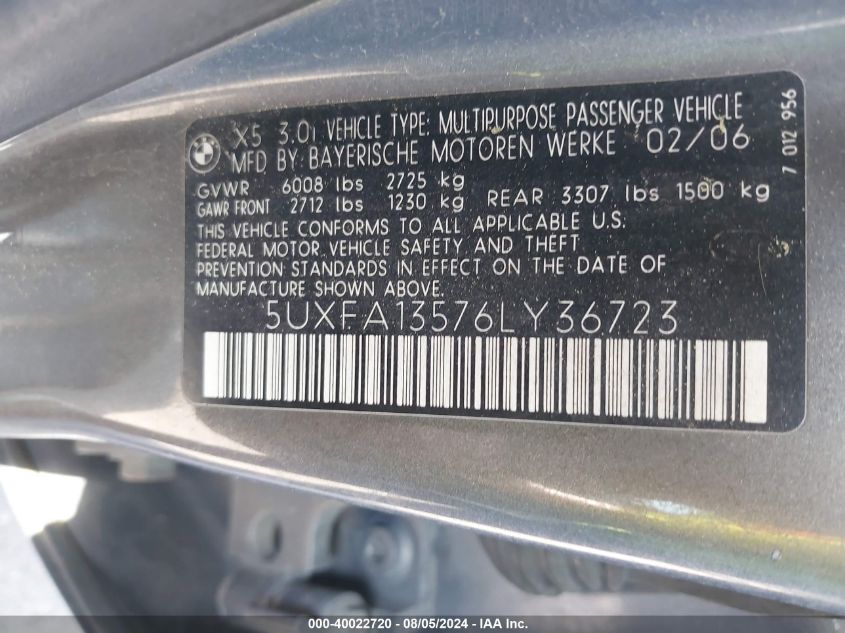 X5 3.0i VEHICLE TYPE: MULTIPURPOSE PASSENGER VEHICLE
MFD BY: BAYERISCHE MOTOREN WERKE 02/06
GVWR 6008 lbs 2725 kg
GAWR FRONT 2712 lbs 1230 kg REAR 3307 lbs 1500 kg
THIS VEHICLE CONFORMS TO ALL APPLICABLE U.S.
FEDERAL MOTOR VEHICLE SAFETY AND THEFT
PREVENTION STANDARDS IN EFFECT ON THE DATE OF
MANUFACTURE SHOWN ABOVE.
5UXFA13576LY36723
7 012 956
000-40022720 - 08/05/2024 - IAA Inc.